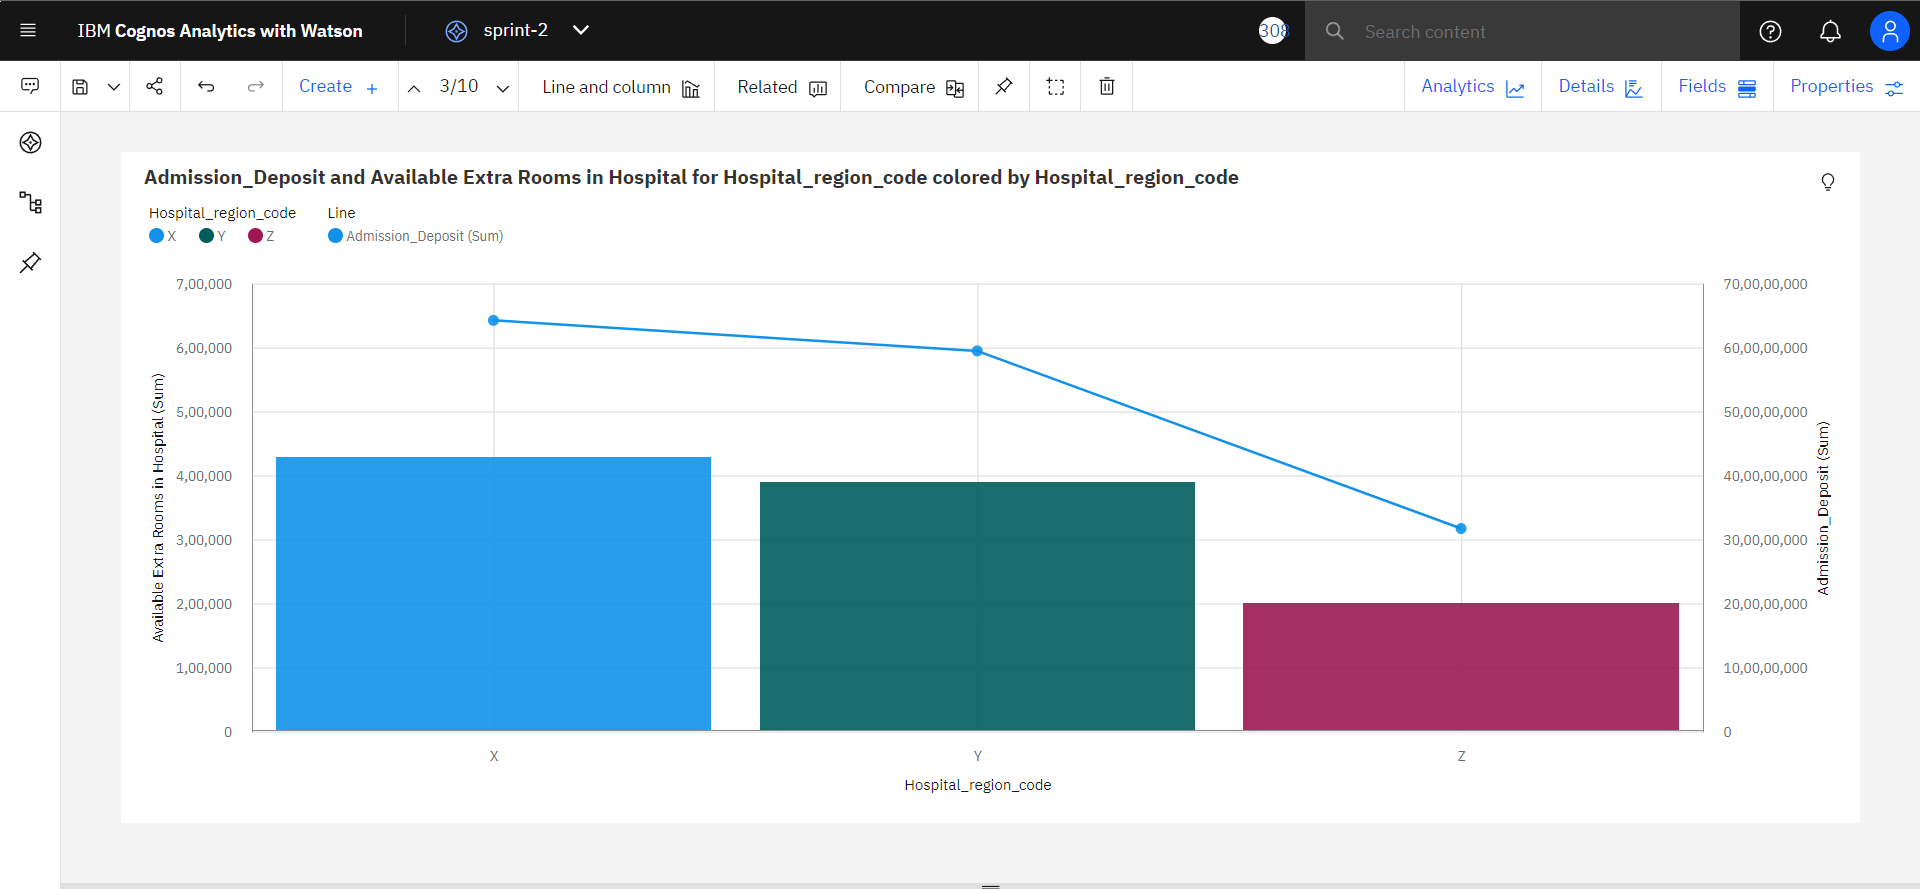 IBM Cognos Analytics with Watson
sprint-2
308
Search content
Create
3/10
Line and column
Related
Compare
Analytics
Details
Fields
Properties
Admission_Deposit and Available Extra Rooms in Hospital for Hospital_region_code colored by Hospital_region_code
Hospital_region_code
Line
X
Y
Z
Admission_Deposit (Sum)
7,00,000
6,00,000
5,00,000
4,00,000
3,00,000
2,00,000
1,00,000
0
Available Extra Rooms in Hospital (Sum)
70,00,00,000
60,00,00,000
50,00,00,000
40,00,00,000
30,00,00,000
20,00,00,000
10,00,00,000
0
Admission_Deposit (Sum)
X
Y
Z
Hospital_region_code